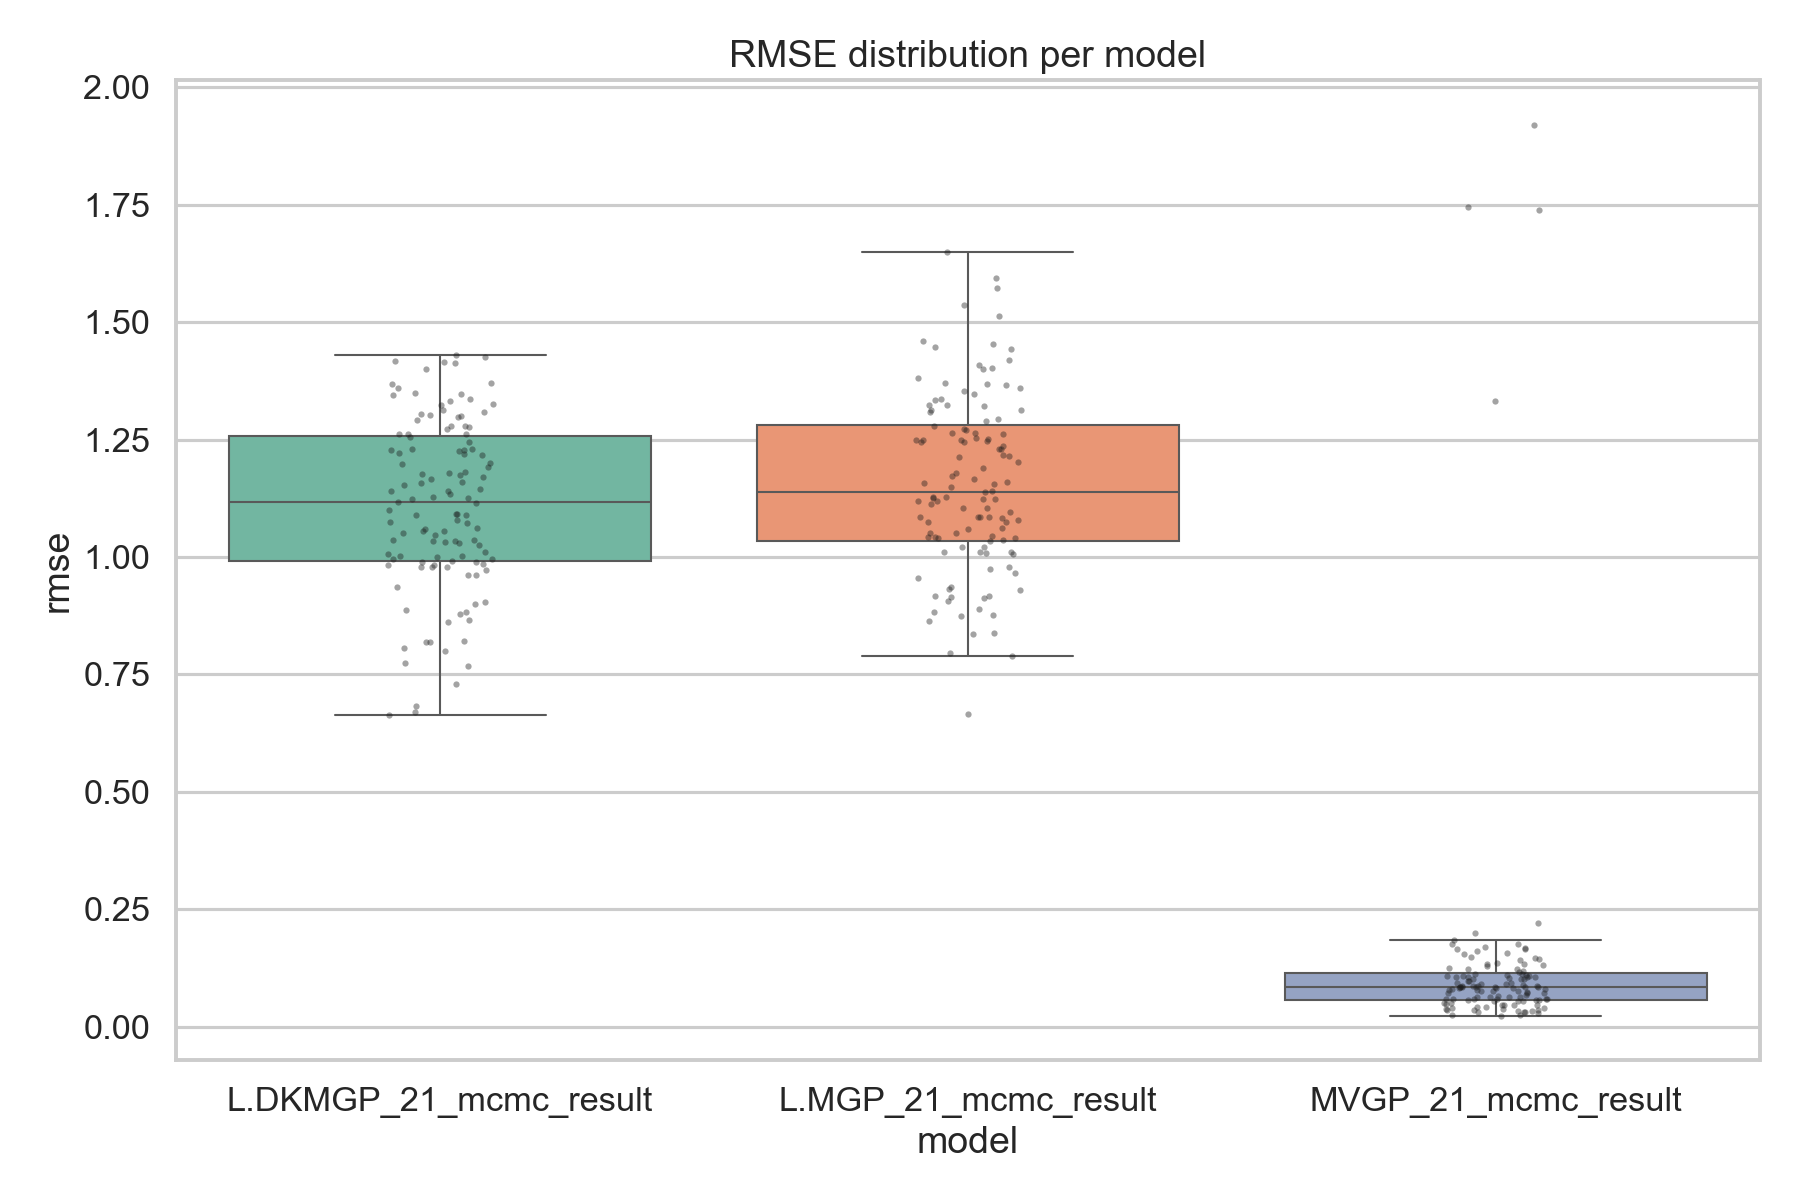 RMSE distribution per model
2.00
1.75
1.50
1.25
1.00
0.75
0.50
0.25
0.00
rmse
L.DKMGP_21_mcmc_result
L.MGP_21_mcmc_result
MVGP_21_mcmc_result
model